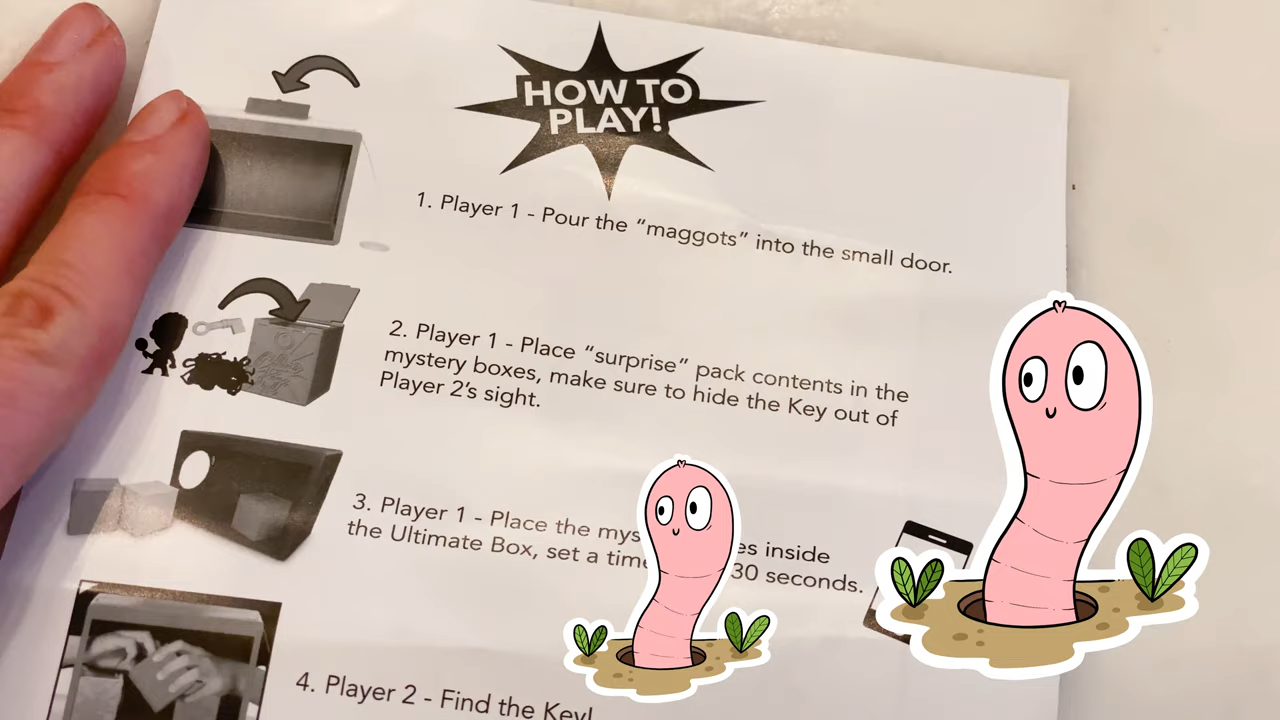 HOW TO
PLAY!
1. Player 1 - Pour the “maggots” into the small door.
2. Player 1 - Place “surprise” pack contents in the
mystery boxes, make sure to hide the Key out of
Player 2’s sight.
3. Player 1 - Place the inside
the Ultimate Box, set a 30 seconds.
4. Player 2 - Find the Key!